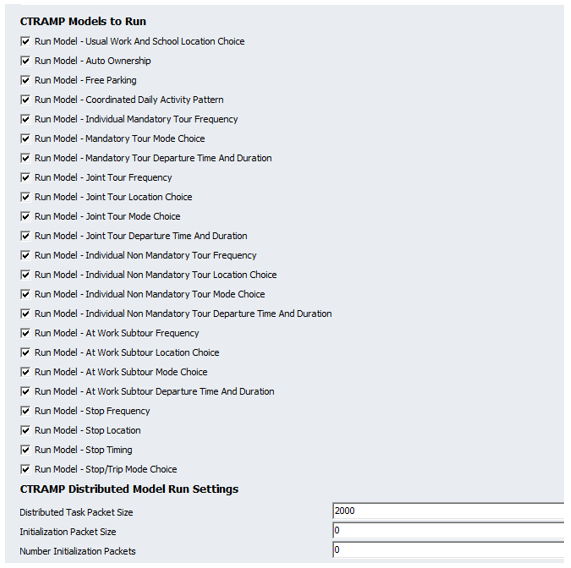 CTRAMP Models to Run
Run Model - Usual Work And School Location Choice
Run Model - Auto Ownership
Run Model - Free Parking
Run Model - Coordinated Daily Activity Pattern
Run Model - Individual Mandatory Tour Frequency
Run Model - Mandatory Tour Mode Choice
Run Model - Mandatory Tour Departure Time And Duration
Run Model - Joint Tour Frequency
Run Model - Joint Tour Location Choice
Run Model - Joint Tour Mode Choice
Run Model - Joint Tour Departure Time And Duration
Run Model - Individual Non Mandatory Tour Frequency
Run Model - Individual Non Mandatory Tour Location Choice
Run Model - Individual Non Mandatory Tour Mode Choice
Run Model - Individual Non Mandatory Tour Departure Time And Duration
Run Model - At Work Subtour Frequency
Run Model - At Work Subtour Location Choice
Run Model - At Work Subtour Mode Choice
Run Model - At Work Subtour Departure Time And Duration
Run Model - Stop Frequency
Run Model - Stop Location
Run Model - Stop Timing
Run Model - Stop/Trip Mode Choice
CTRAMP Distributed Model Run Settings
Distributed Task Packet Size 2000
Initialization Packet Size 0
Number Initialization Packets 0